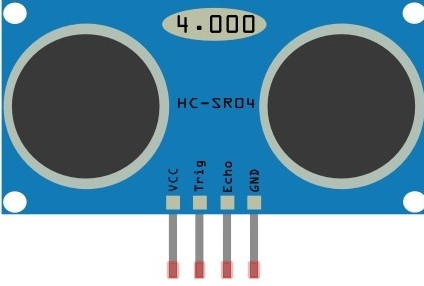 4.000
HC-SR04
VCC
Trig
Echo
GND